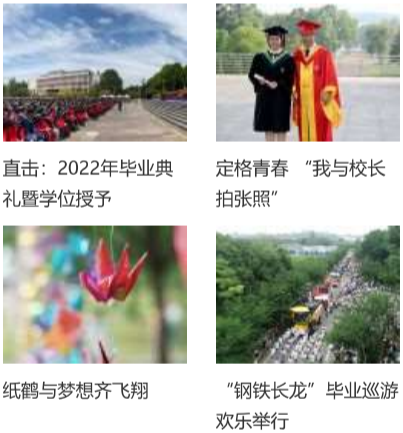 直击：2022年毕业典
礼暨学位授予
定格青春 “我与校长
拍张照”
纸鹤与梦想齐飞翔
“钢铁长龙”毕业巡游
欢乐举行